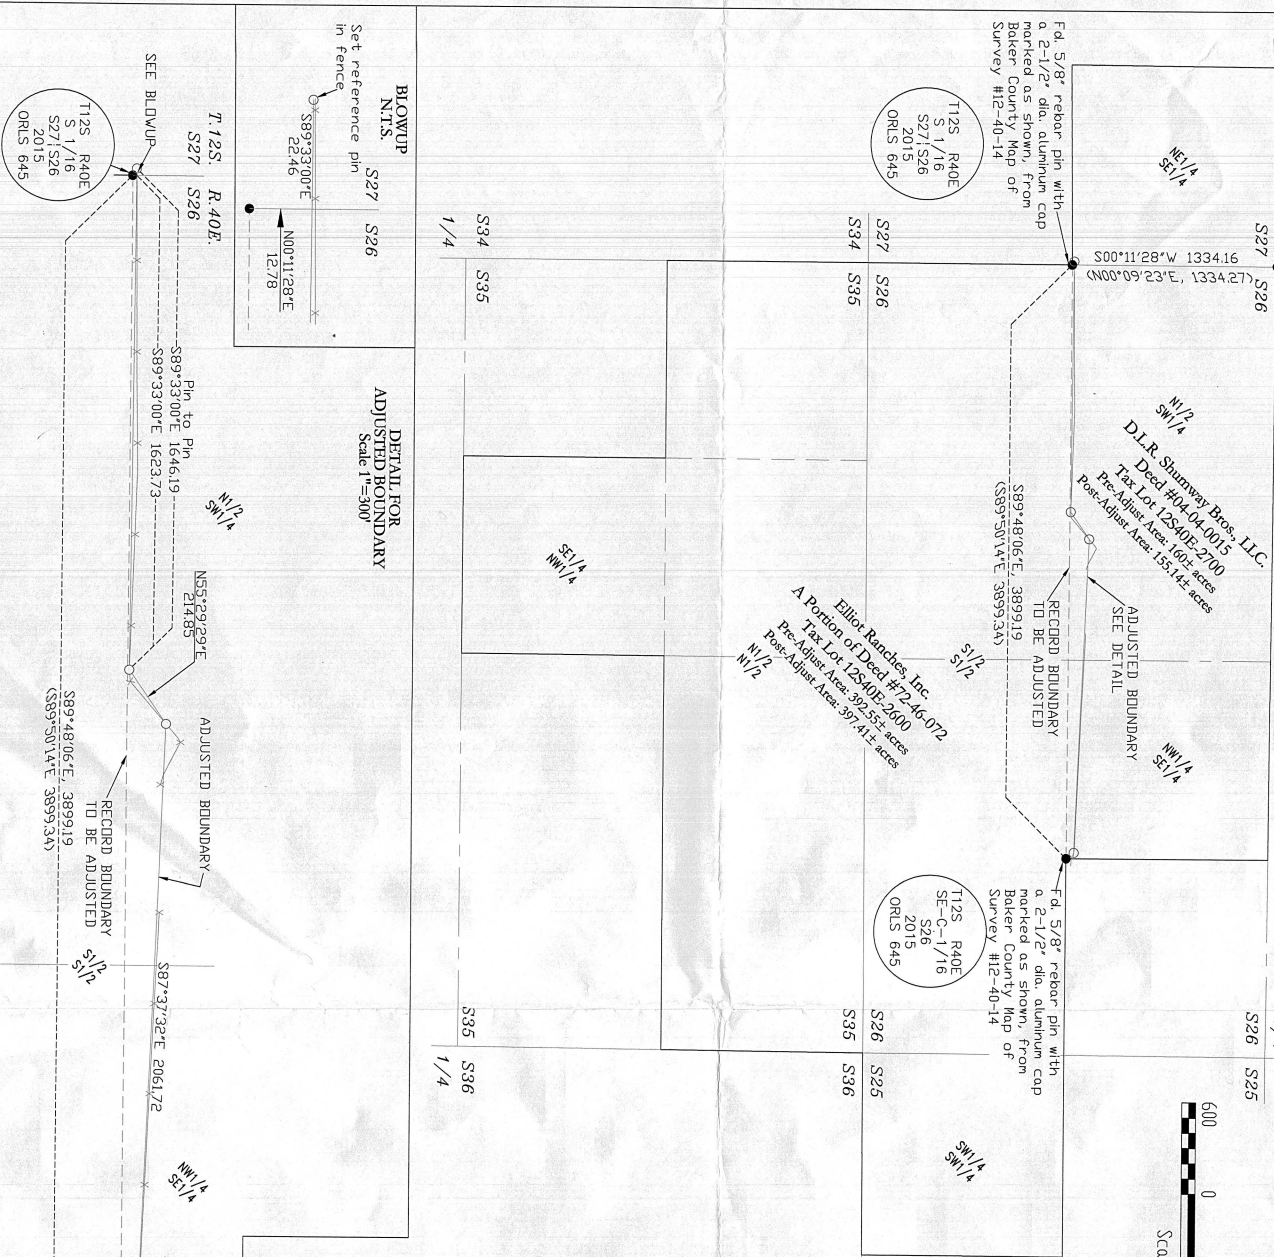 Fd. 5/8" rebar pin with
a 2-1/2" dia. aluminum cap
marked as shown, from
Baker County Map of
Survey #12-40-14
T12S R40E
S 1/16
S27 | S26
2015
ORLS 645
NE1/4
SE1/4
S27
S26
S00°11'28"W 1334.16
(N00°09'23"E, 1334.27)
S27 S26
S34 S35
N1/2
SW1/4
D.L.R. Shumway Bros., LLC.
Deed #04-04-0015
Tax Lot 12S40E-2700
Pre-Adjust Area: 160± acres
Post-Adjust Area: 155.14± acres
ADJUSTED BOUNDARY
SEE DETAIL
RECORD BOUNDARY
TO BE ADJUSTED
S89°48'06"E, 3899.19
(S89°50'14"E 3899.34)
NW1/4
SE1/4
S1/2
S1/2
Elliot Ranches, Inc.
A Portion of Deed #72-46-072
Tax Lot 12S40E-2600
Pre-Adjust Area: 392.55± acres
Post-Adjust Area: 397.41± acres
N1/2
N1/2
SE1/4
NW1/4
Fd. 5/8" rebar pin with
a 2-1/2" dia. aluminum cap
marked as shown, from
Baker County Map of
Survey #12-40-14
T12S R40E
SE-C-1/16
S26
2015
ORLS 645
S26 S25
S26 S25
S35 S36
SW1/4
SW1/4
600 0
S34 S35
1/4
S35 S36
1/4
BLOWUP
N.T.S.
S27 S26
Set reference pin
in fence
S89°33'00"E
22.46
N00°11'28"E
12.78
DETAIL FOR
ADJUSTED BOUNDARY
Scale 1"=300'
T.12S. R.40E.
S27 S26
SEE BLOWUP
T12S R40E
S 1/16
S27 | S26
2015
ORLS 645
Pin to Pin
S89°33'00"E 1646.19
S89°33'00"E 1623.73
N1/2
SW1/4
N55°29'29"E
214.85
ADJUSTED BOUNDARY
RECORD BOUNDARY
TO BE ADJUSTED
S89°48'06"E, 3899.19
(S89°50'14"E 3899.34)
S1/2
S1/2
S87°37'32"E 2061.72
NW1/4
SE1/4